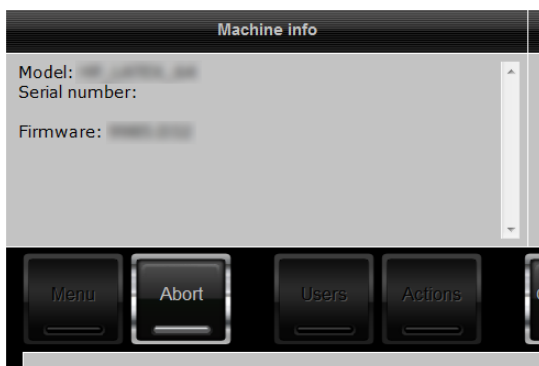 Machine info
Model:
Serial number:
Firmware:
Menu
Abort
Users
Actions